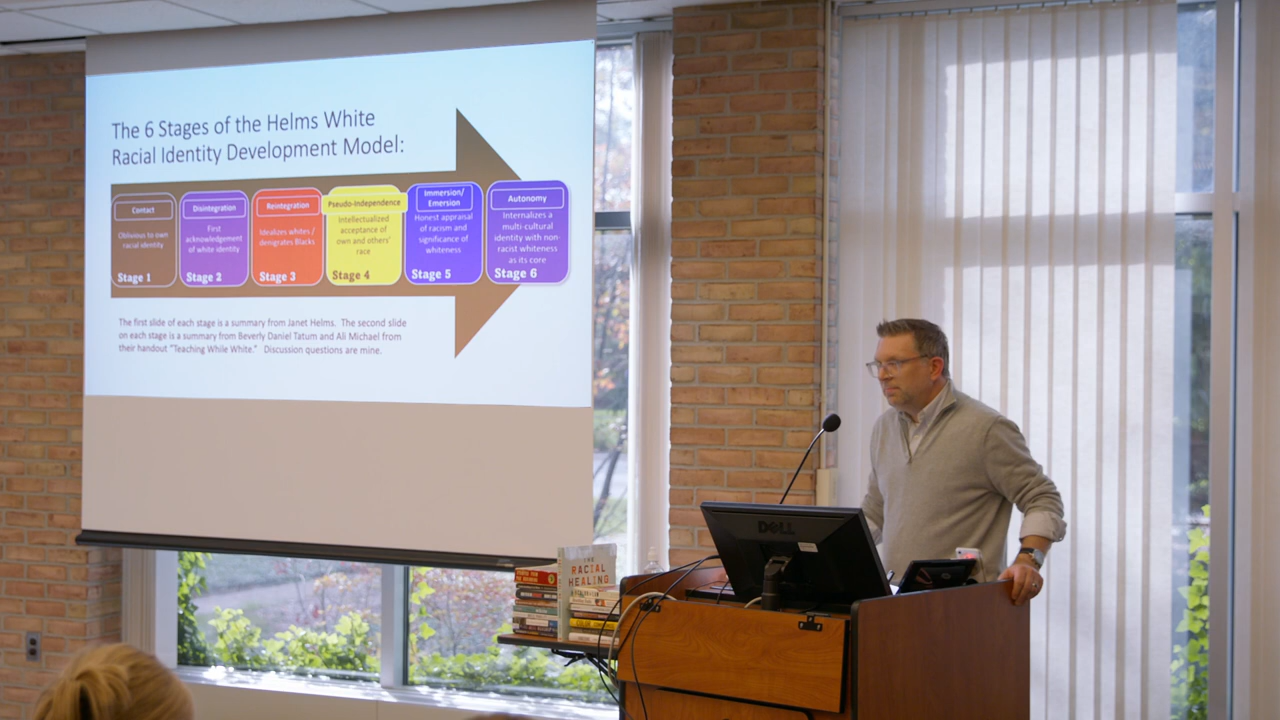 The 6 Stages of the Helms White
Racial Identity Development Model:
Contact
Oblivious to own
racial identity
Stage 1
Disintegration
First
acknowledgement
of white identity
Stage 2
Reintegration
Idealizes whites /
denigrates Blacks
Stage 3
Pseudo-Independence
Intellectualized
acceptance of
own and others'
race
Stage 4
Immersion/
Emersion
Honest appraisal
of racism and
significance of
whiteness
Stage 5
Autonomy
Internalizes a
multi-cultural
identity with non
racist whiteness
as its core
Stage 6
The first slide of each stage is a summary from Janet Helms. The second slide
on each stage is a summary from Beverly Daniel Tatum and Ali Michael from
their handout "Teaching While White." Discussion questions are mine.
DELL
THE
RACIAL
HEALING